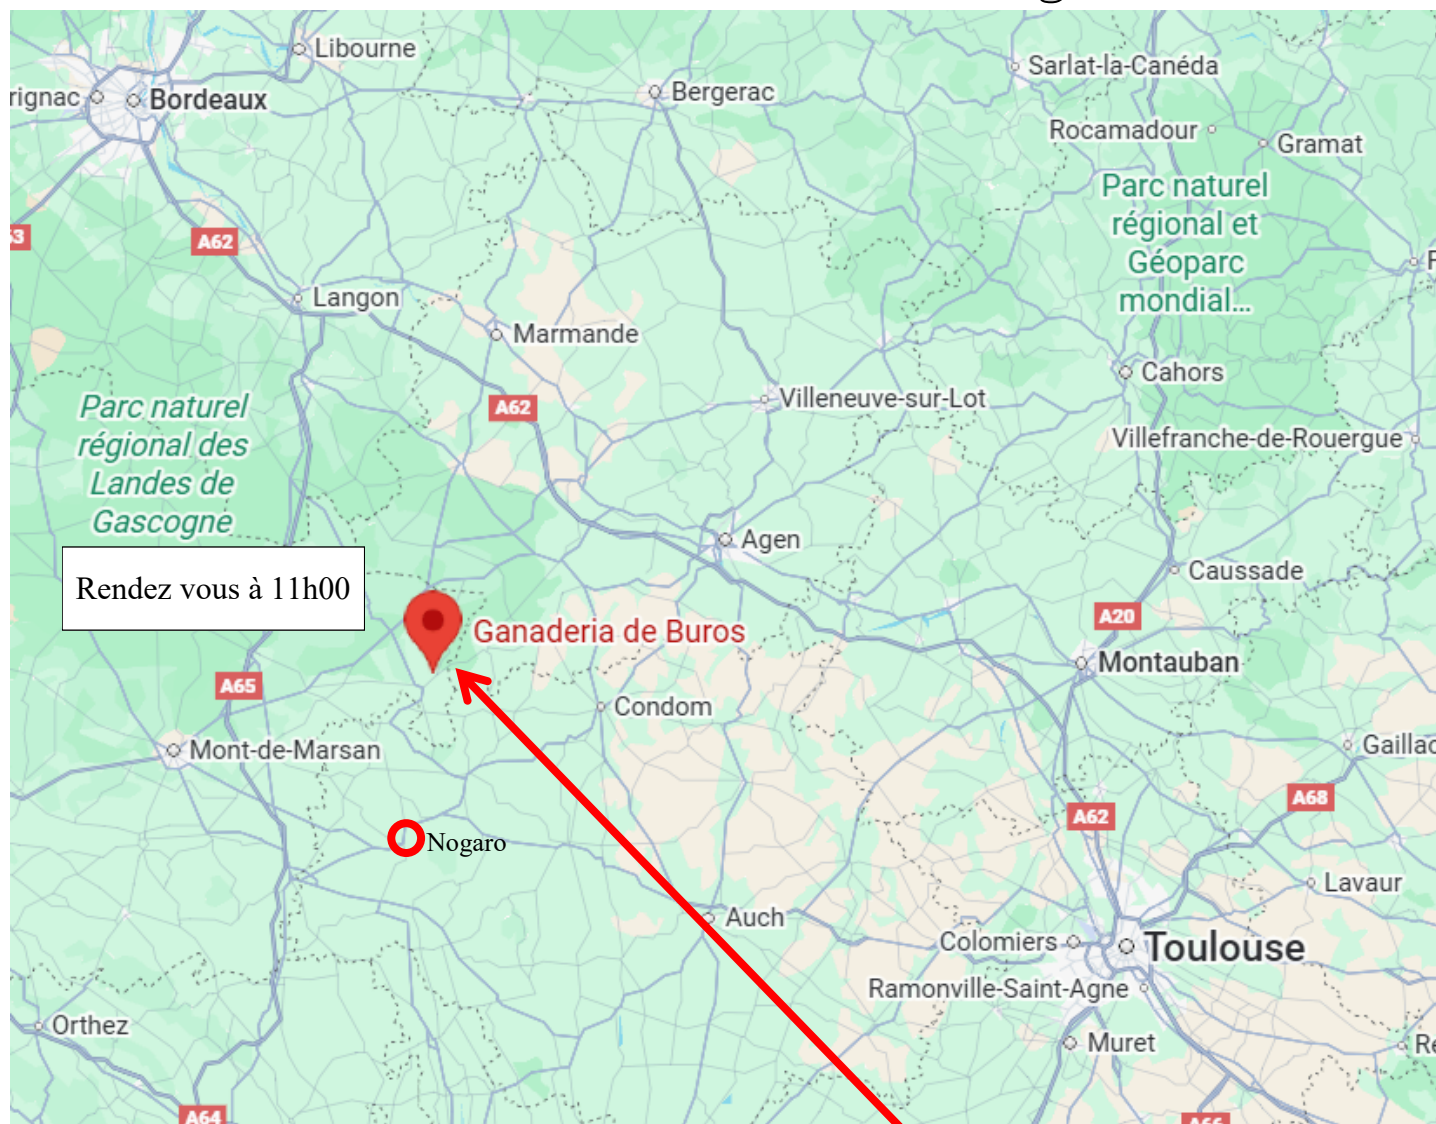 Libourne
Sarlat-la-Canéda
Bergerac
Bordeaux
Rocamadour
Gramat
Parc naturel
régional et
Géoparc
mondial...
A62
Langon
Marmande
Cahors
Villeneuve-sur-Lot
A62
Parc naturel
régional des
Landes de
Gascogne
Villefranche-de-Rouergue
Agen
Caussade
Rendez vous à 11h00
A20
Ganaderia de Buros
Montauban
A65
Condom
Mont-de-Marsan
Gaillac
A68
A62
Nogaro
Lavaur
Auch
Colomiers
Toulouse
Ramonville-Saint-Agne
Orthez
Muret
A64